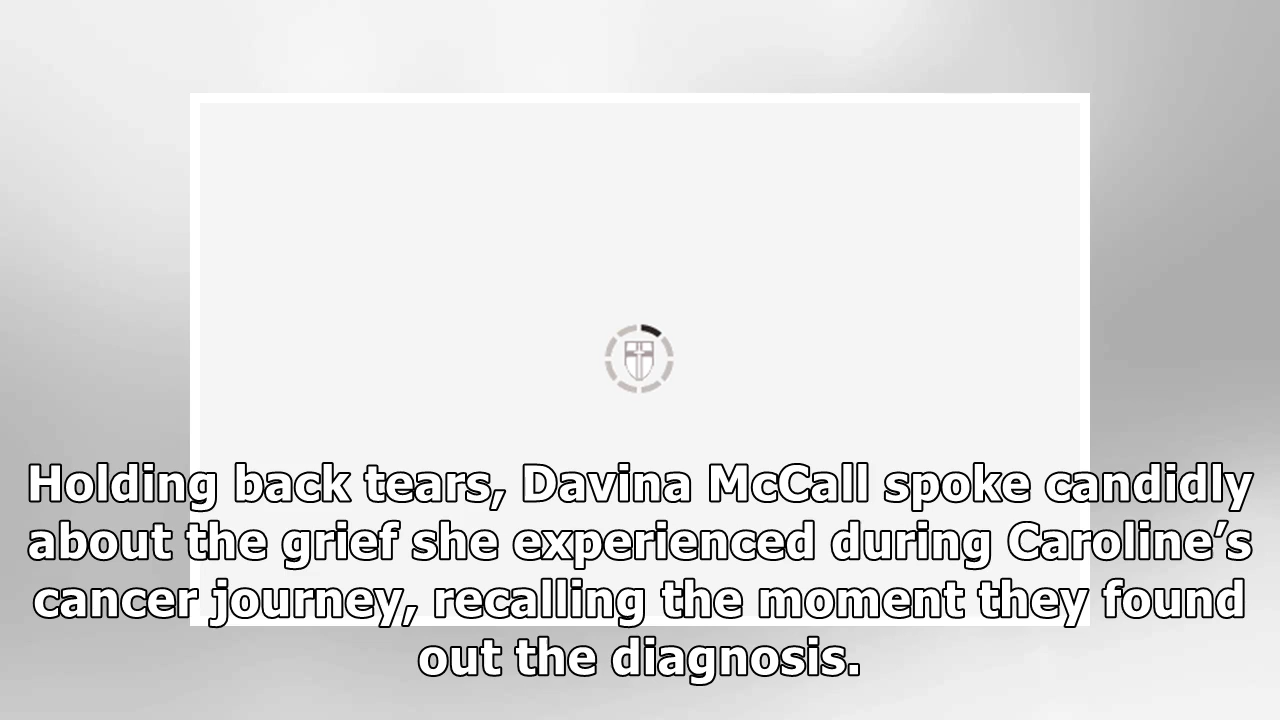 Holding back tears, Davina McCall spoke candidly
about the grief she experienced during Caroline’s
cancer journey, recalling the moment they found
out the diagnosis.